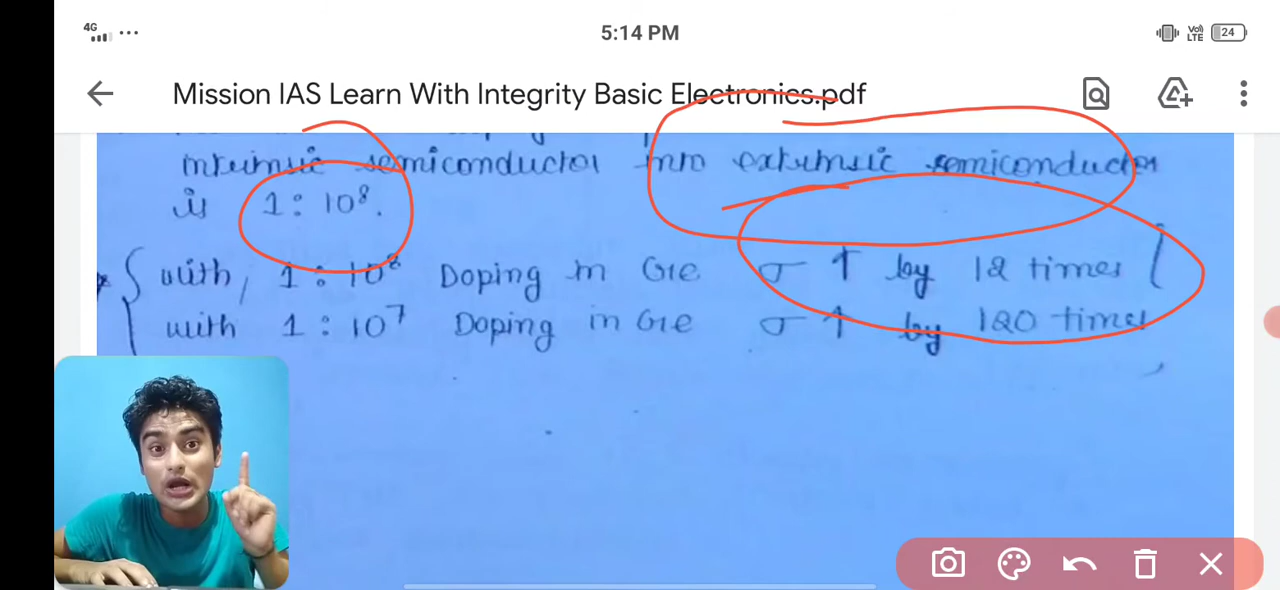 4G
5:14 PM
Vo)
LTE
24
Mission IAS Learn With Integrity Basic Electronics.pdf
intrinsic semiconductor into extrinsic semiconductor
is 1 : 10⁸.
* { with, 1 : 10⁸ Doping in Ge σ ↑ by 12 times
with 1 : 10⁷ Doping in Ge σ ↑ by 120 times